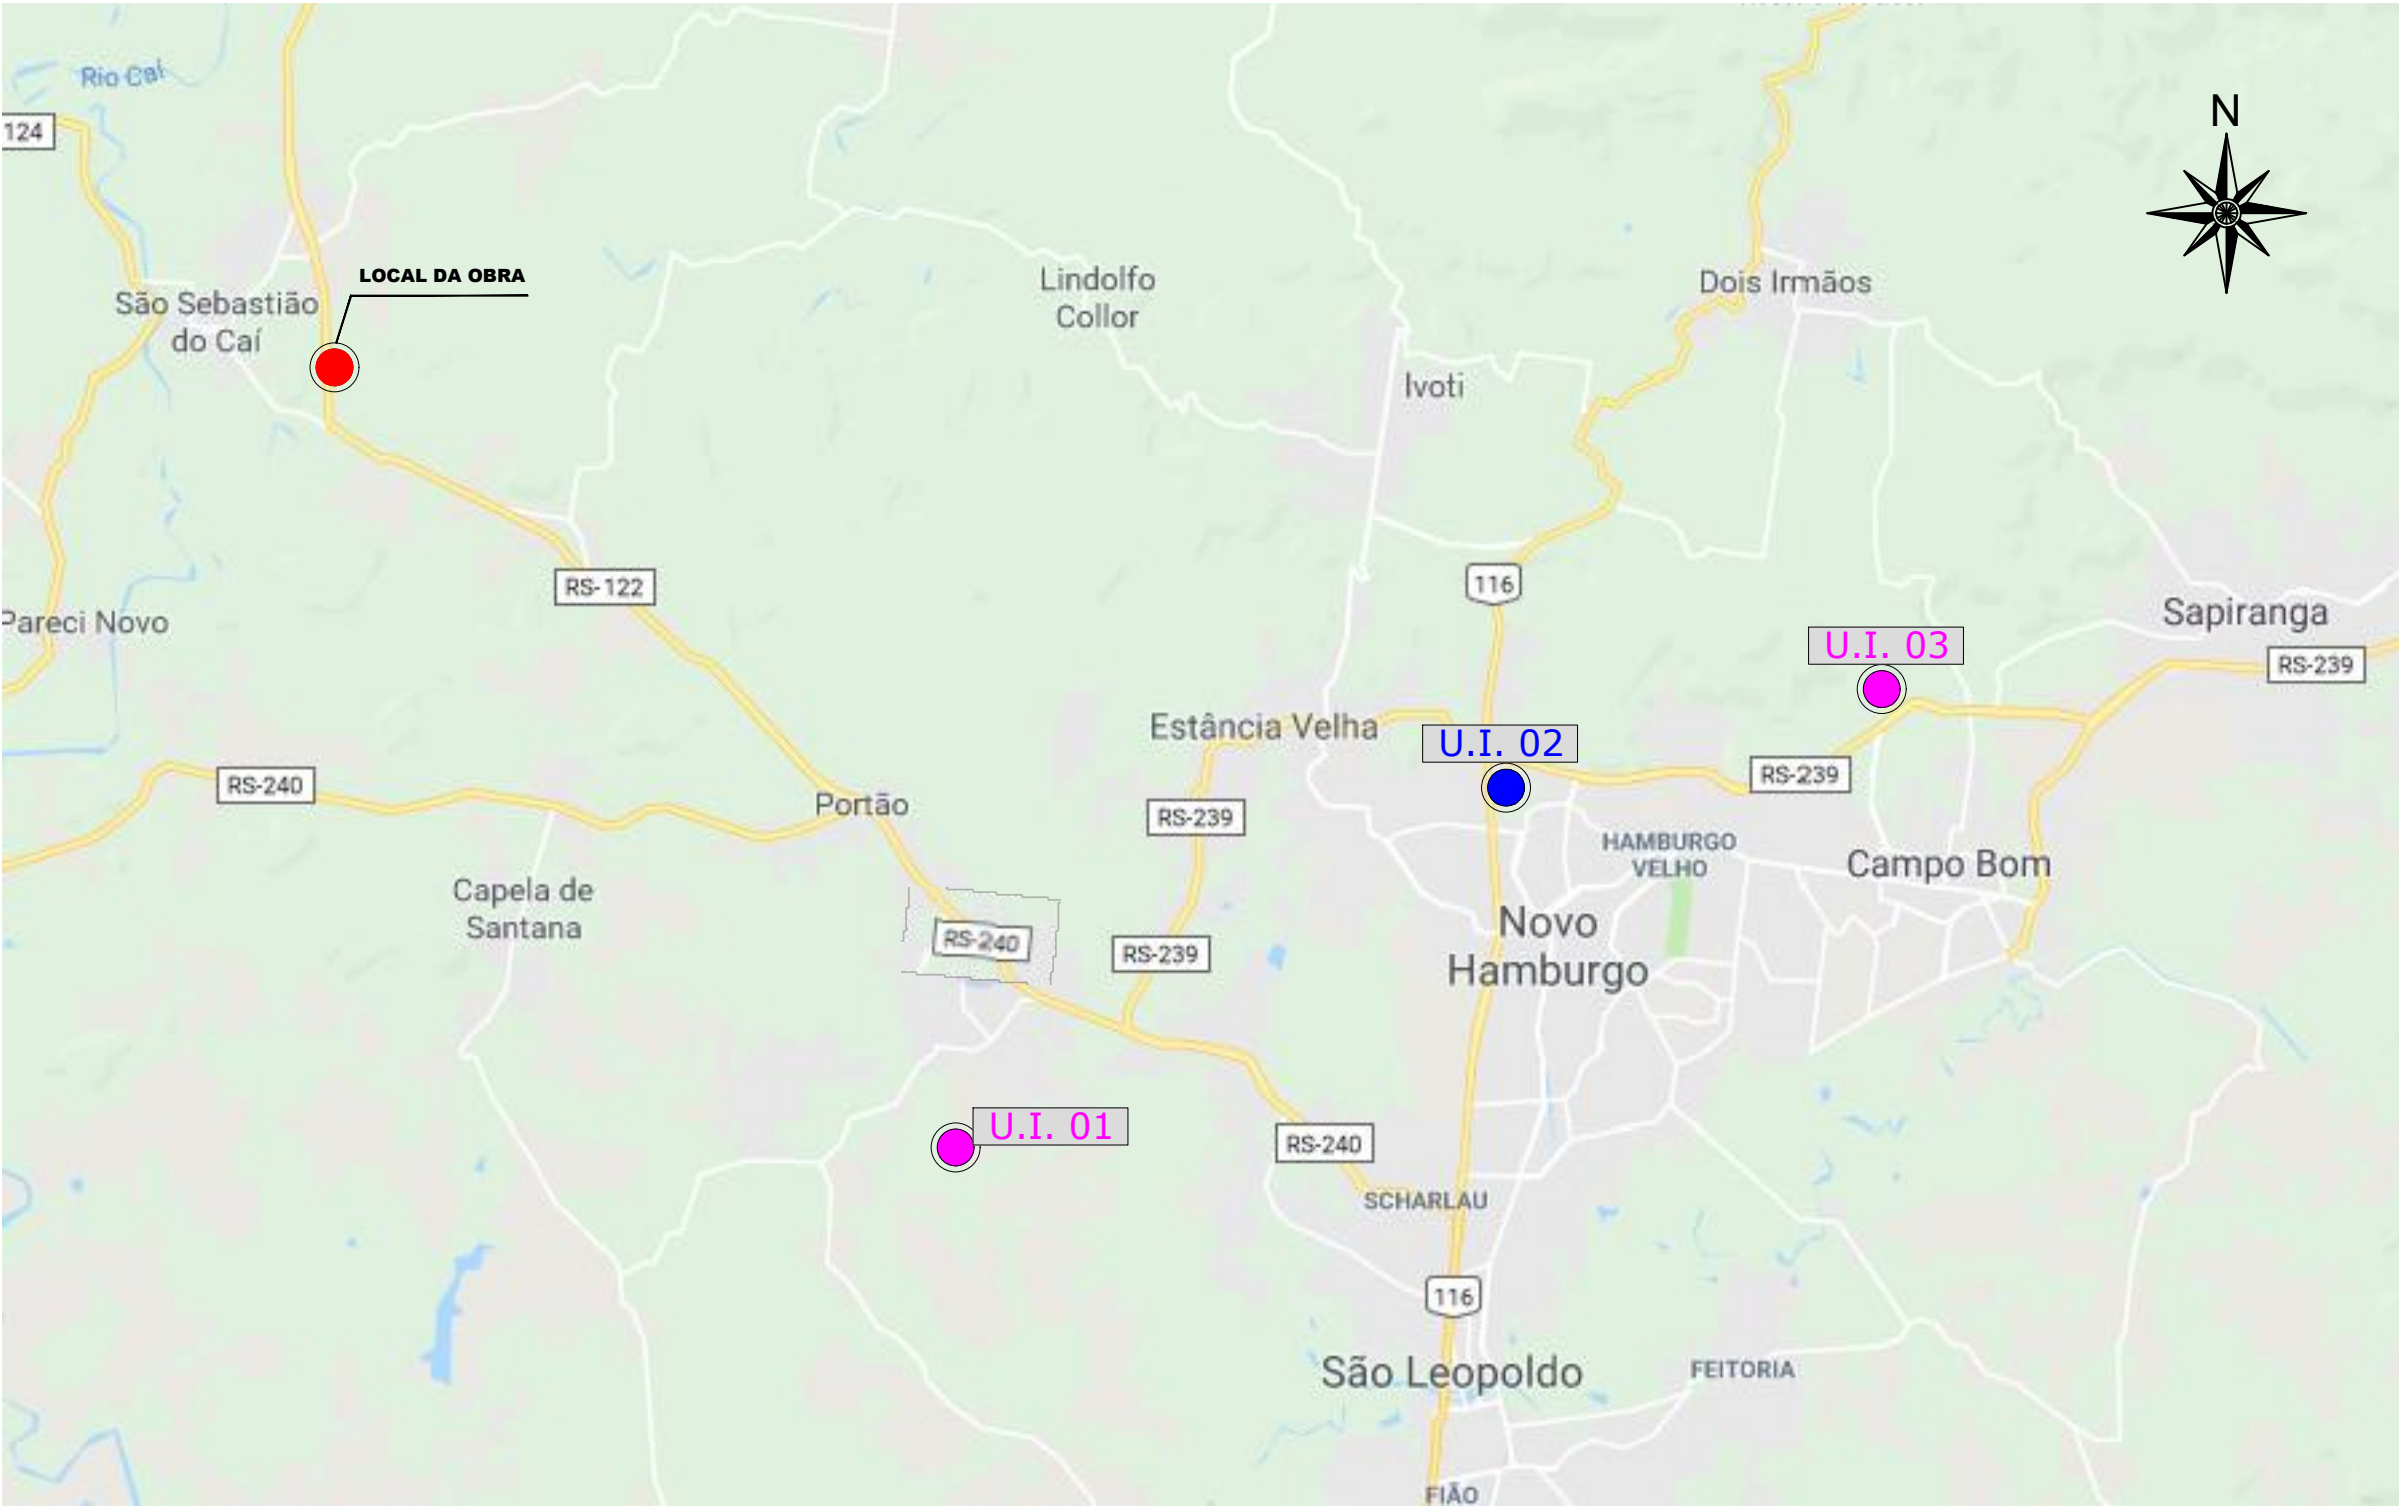 Rio Caí
N
124
LOCAL DA OBRA
Lindolfo
Collor
Dois Irmãos
São Sebastião
do Caí
Ivoti
RS-122
116
Pareci Novo
Sapiranga
U.I. 03
RS-239
Estância Velha
U.I. 02
RS-240
RS-239
Portão
RS-239
HAMBURGO
VELHO
Campo Bom
Capela de
Santana
Novo
Hamburgo
RS-240
RS-239
U.I. 01
RS-240
SCHARLAU
116
São Leopoldo
FEITORIA
FIÃO